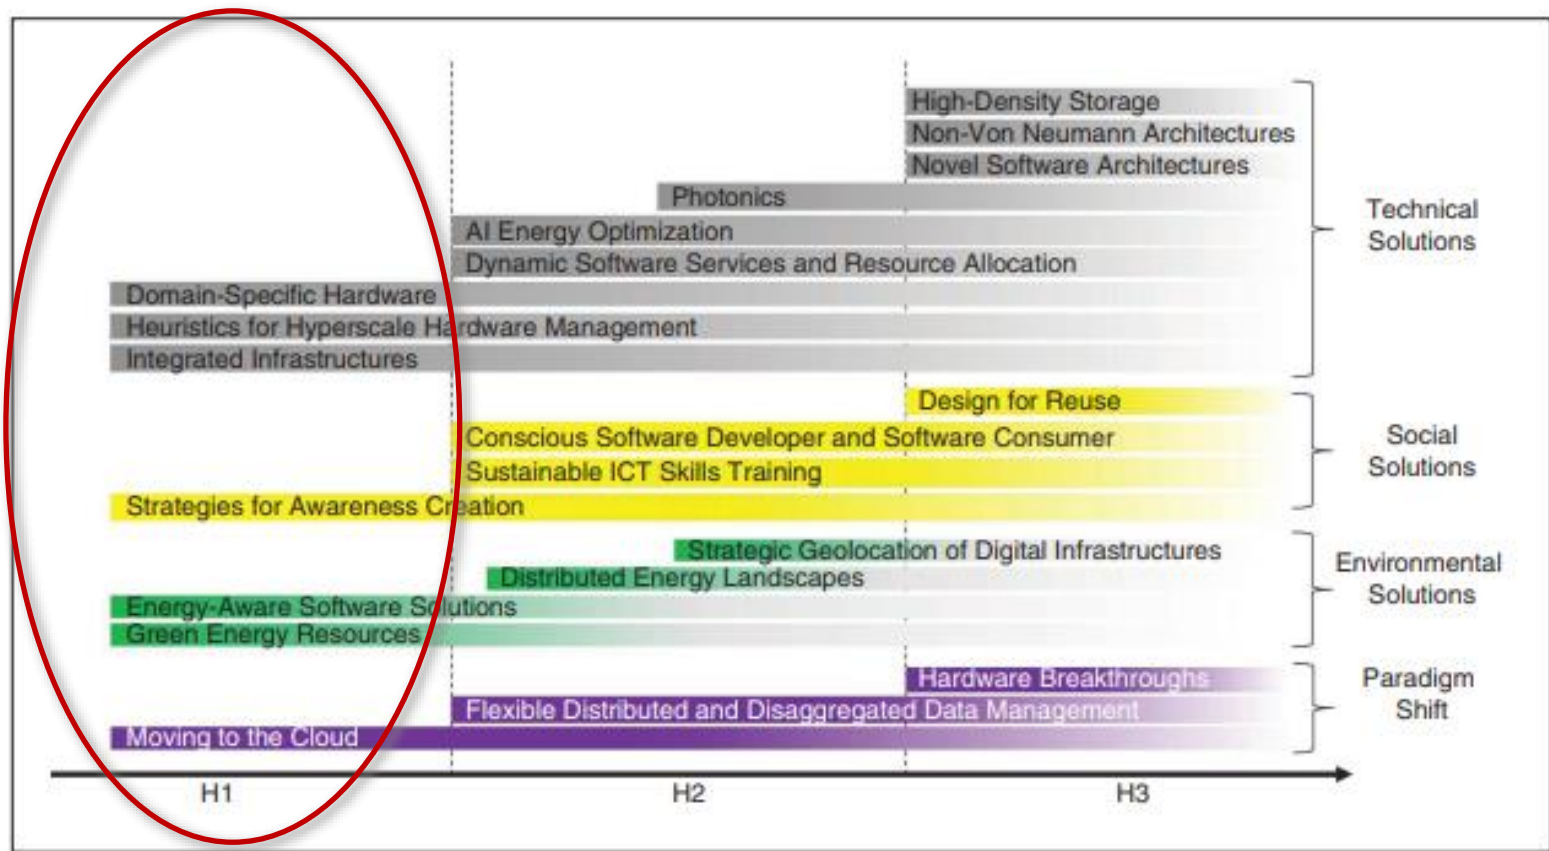 High-Density Storage
Non-Von Neumann Architectures
Novel Software Architectures
Photonics
AI Energy Optimization
Dynamic Software Services and Resource Allocation
Domain-Specific Hardware
Heuristics for Hyperscale Hardware Management
Integrated Infrastructures
Technical
Solutions
Design for Reuse
Conscious Software Developer and Software Consumer
Sustainable ICT Skills Training
Strategies for Awareness Creation
Social
Solutions
Strategic Geolocation of Digital Infrastructures
Distributed Energy Landscapes
Energy-Aware Software Solutions
Green Energy Resources
Environmental
Solutions
Hardware Breakthroughs
Flexible Distributed and Disaggregated Data Management
Moving to the Cloud
Paradigm
Shift
H1
H2
H3